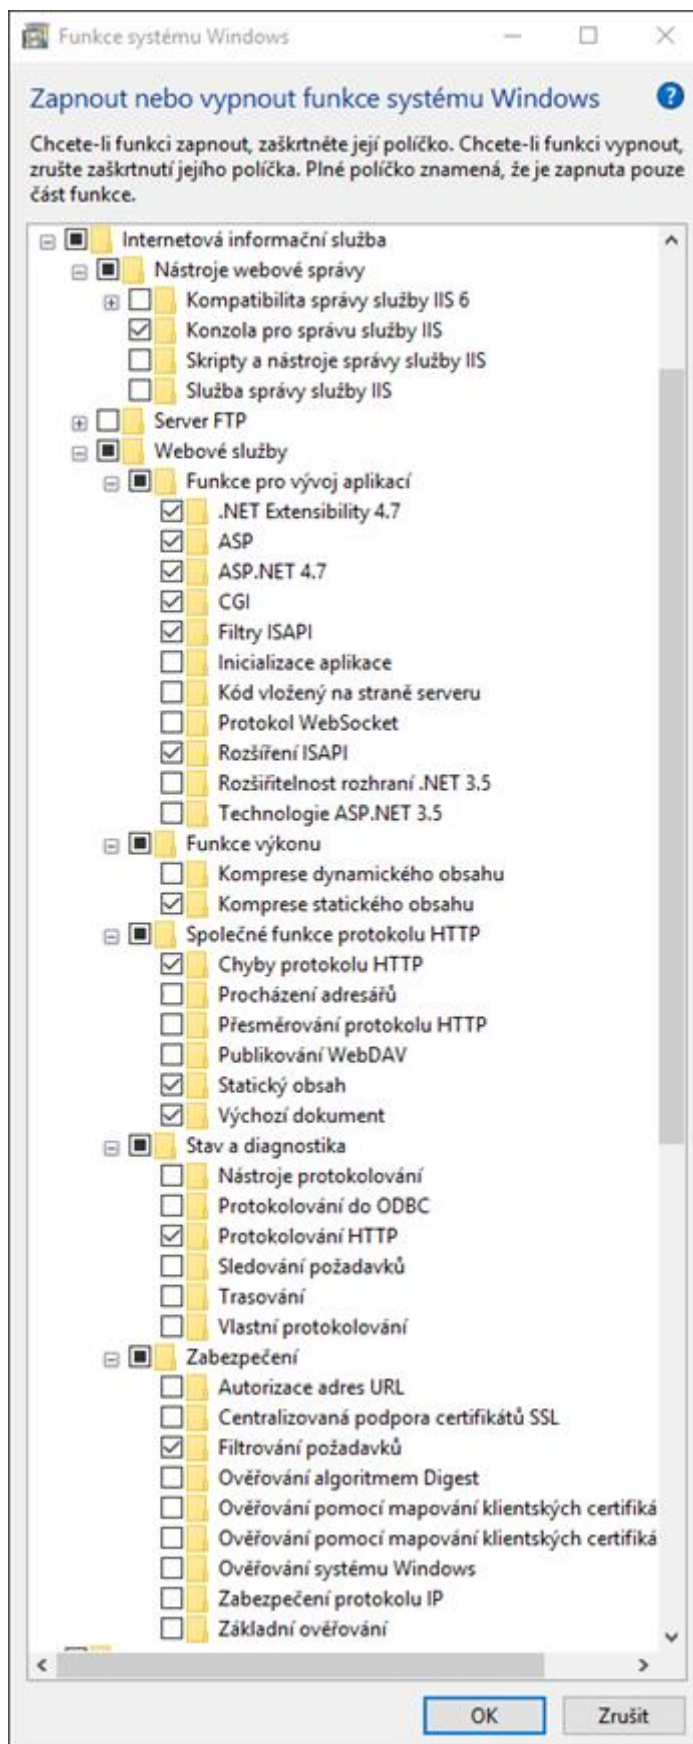 Funkce systému Windows
Zapnout nebo vypnout funkce systému Windows
?
Chcete-li funkci zapnout, zaškrtněte její políčko. Chcete-li funkci vypnout,
zrušte zaškrtnutí jejího políčka. Plné políčko znamená, že je zapnuta pouze
část funkce.
Internetová informační služba
Nástroje webové správy
Kompatibilita správy služby IIS 6
Konzola pro správu služby IIS
Skripty a nástroje správy služby IIS
Služba správy služby IIS
Server FTP
Webové služby
Funkce pro vývoj aplikací
.NET Extensibility 4.7
ASP
ASP.NET 4.7
CGI
Filtry ISAPI
Inicializace aplikace
Kód vložený na straně serveru
Protokol WebSocket
Rozšíření ISAPI
Rozšiřitelnost rozhraní .NET 3.5
Technologie ASP.NET 3.5
Funkce výkonu
Komprese dynamického obsahu
Komprese statického obsahu
Společné funkce protokolu HTTP
Chyby protokolu HTTP
Procházení adresářů
Přesměrování protokolu HTTP
Publikování WebDAV
Statický obsah
Výchozí dokument
Stav a diagnostika
Nástroje protokolování
Protokolování do ODBC
Protokolování HTTP
Sledování požadavků
Trasování
Vlastní protokolování
Zabezpečení
Autorizace adres URL
Centralizovaná podpora certifikátů SSL
Filtrování požadavků
Ověřování algoritmem Digest
Ověřování pomocí mapování klientských certifiká
Ověřování pomocí mapování klientských certifiká
Ověřování systému Windows
Zabezpečení protokolu IP
Základní ověřování
OK
Zrušit